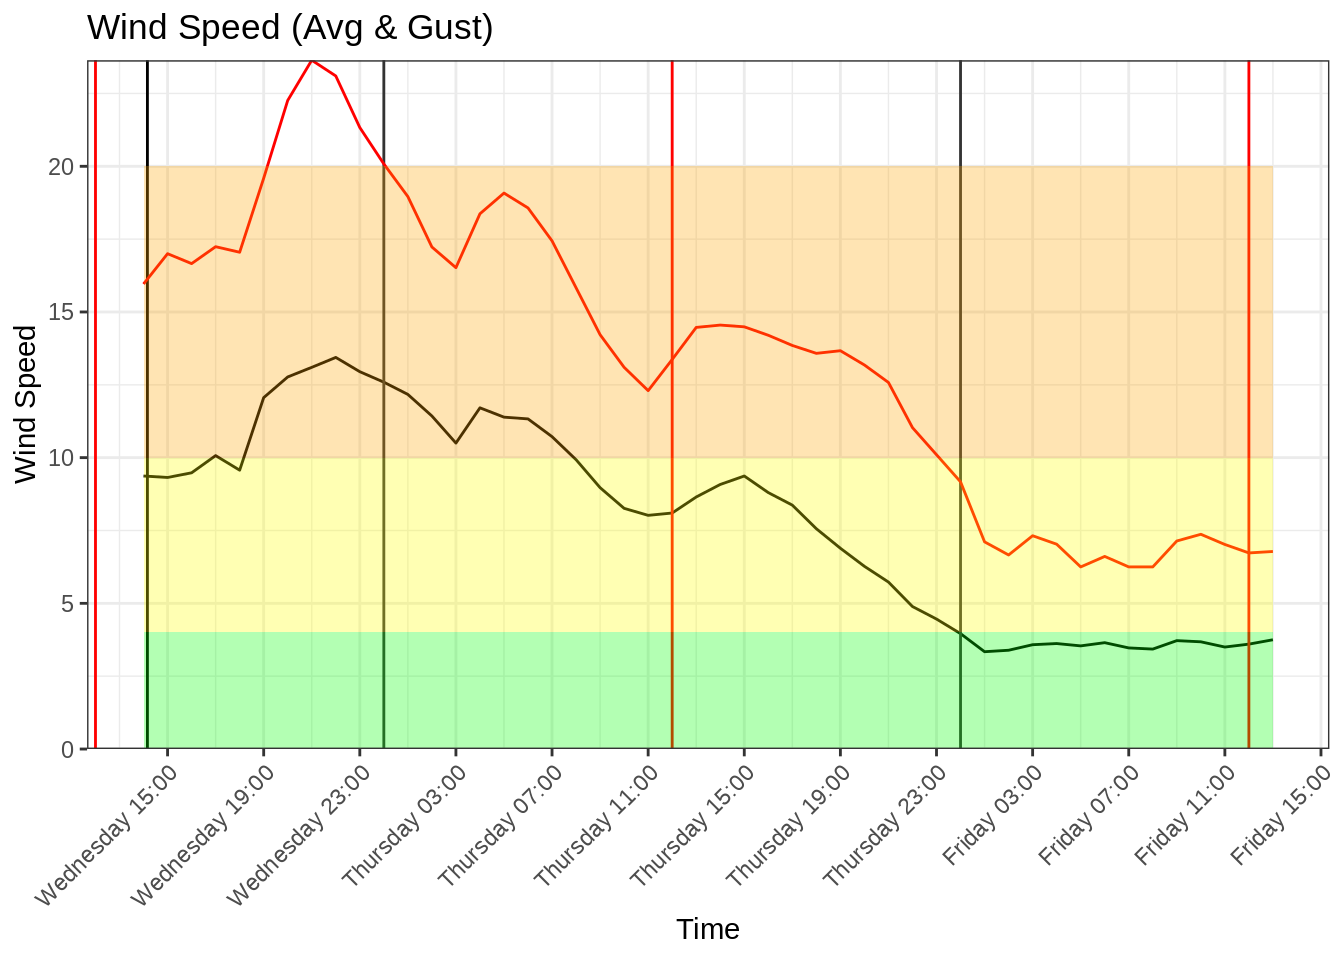 Wind Speed (Avg & Gust)
Wind Speed
20
15
10
5
0
Wednesday 15:00
Wednesday 19:00
Wednesday 23:00
Thursday 03:00
Thursday 07:00
Thursday 11:00
Thursday 15:00
Thursday 19:00
Thursday 23:00
Friday 03:00
Friday 07:00
Friday 11:00
Friday 15:00
Time